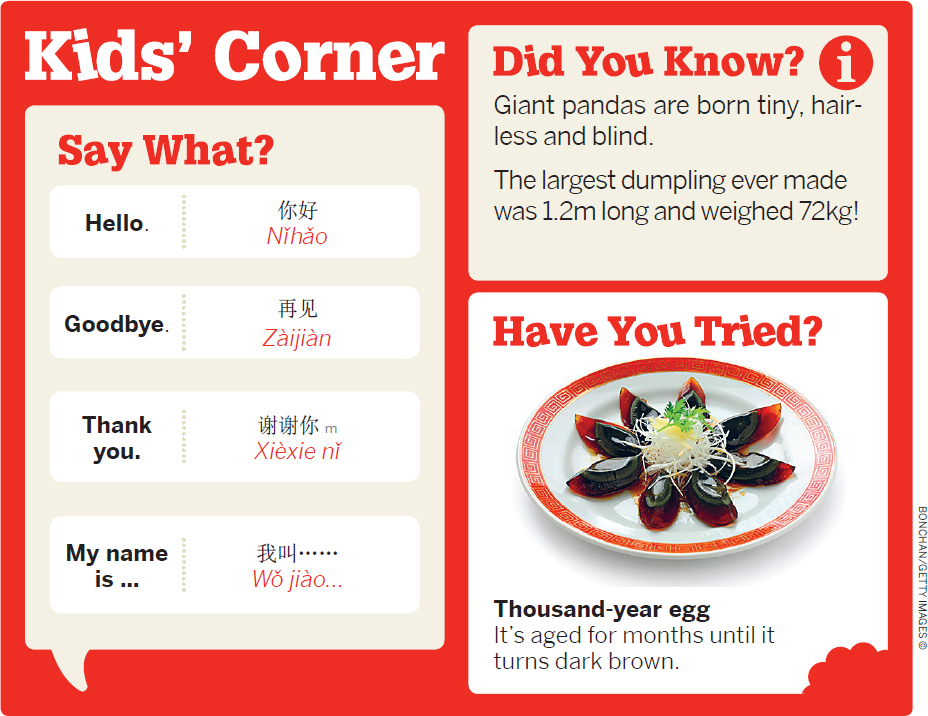 Kids’ Corner
Say What?
Hello.
你好
Nǐhǎo
Goodbye.
再见
Zàijiàn
Thank
you.
谢谢你 m
Xièxie nǐ
My name
is ...
我叫……
Wǒ jiào...
Did You Know? i
Giant pandas are born tiny, hair-
less and blind.
The largest dumpling ever made
was 1.2m long and weighed 72kg!
Have You Tried?
Thousand-year egg
It’s aged for months until it
turns dark brown.
BONCHAN/GETTY IMAGES ©